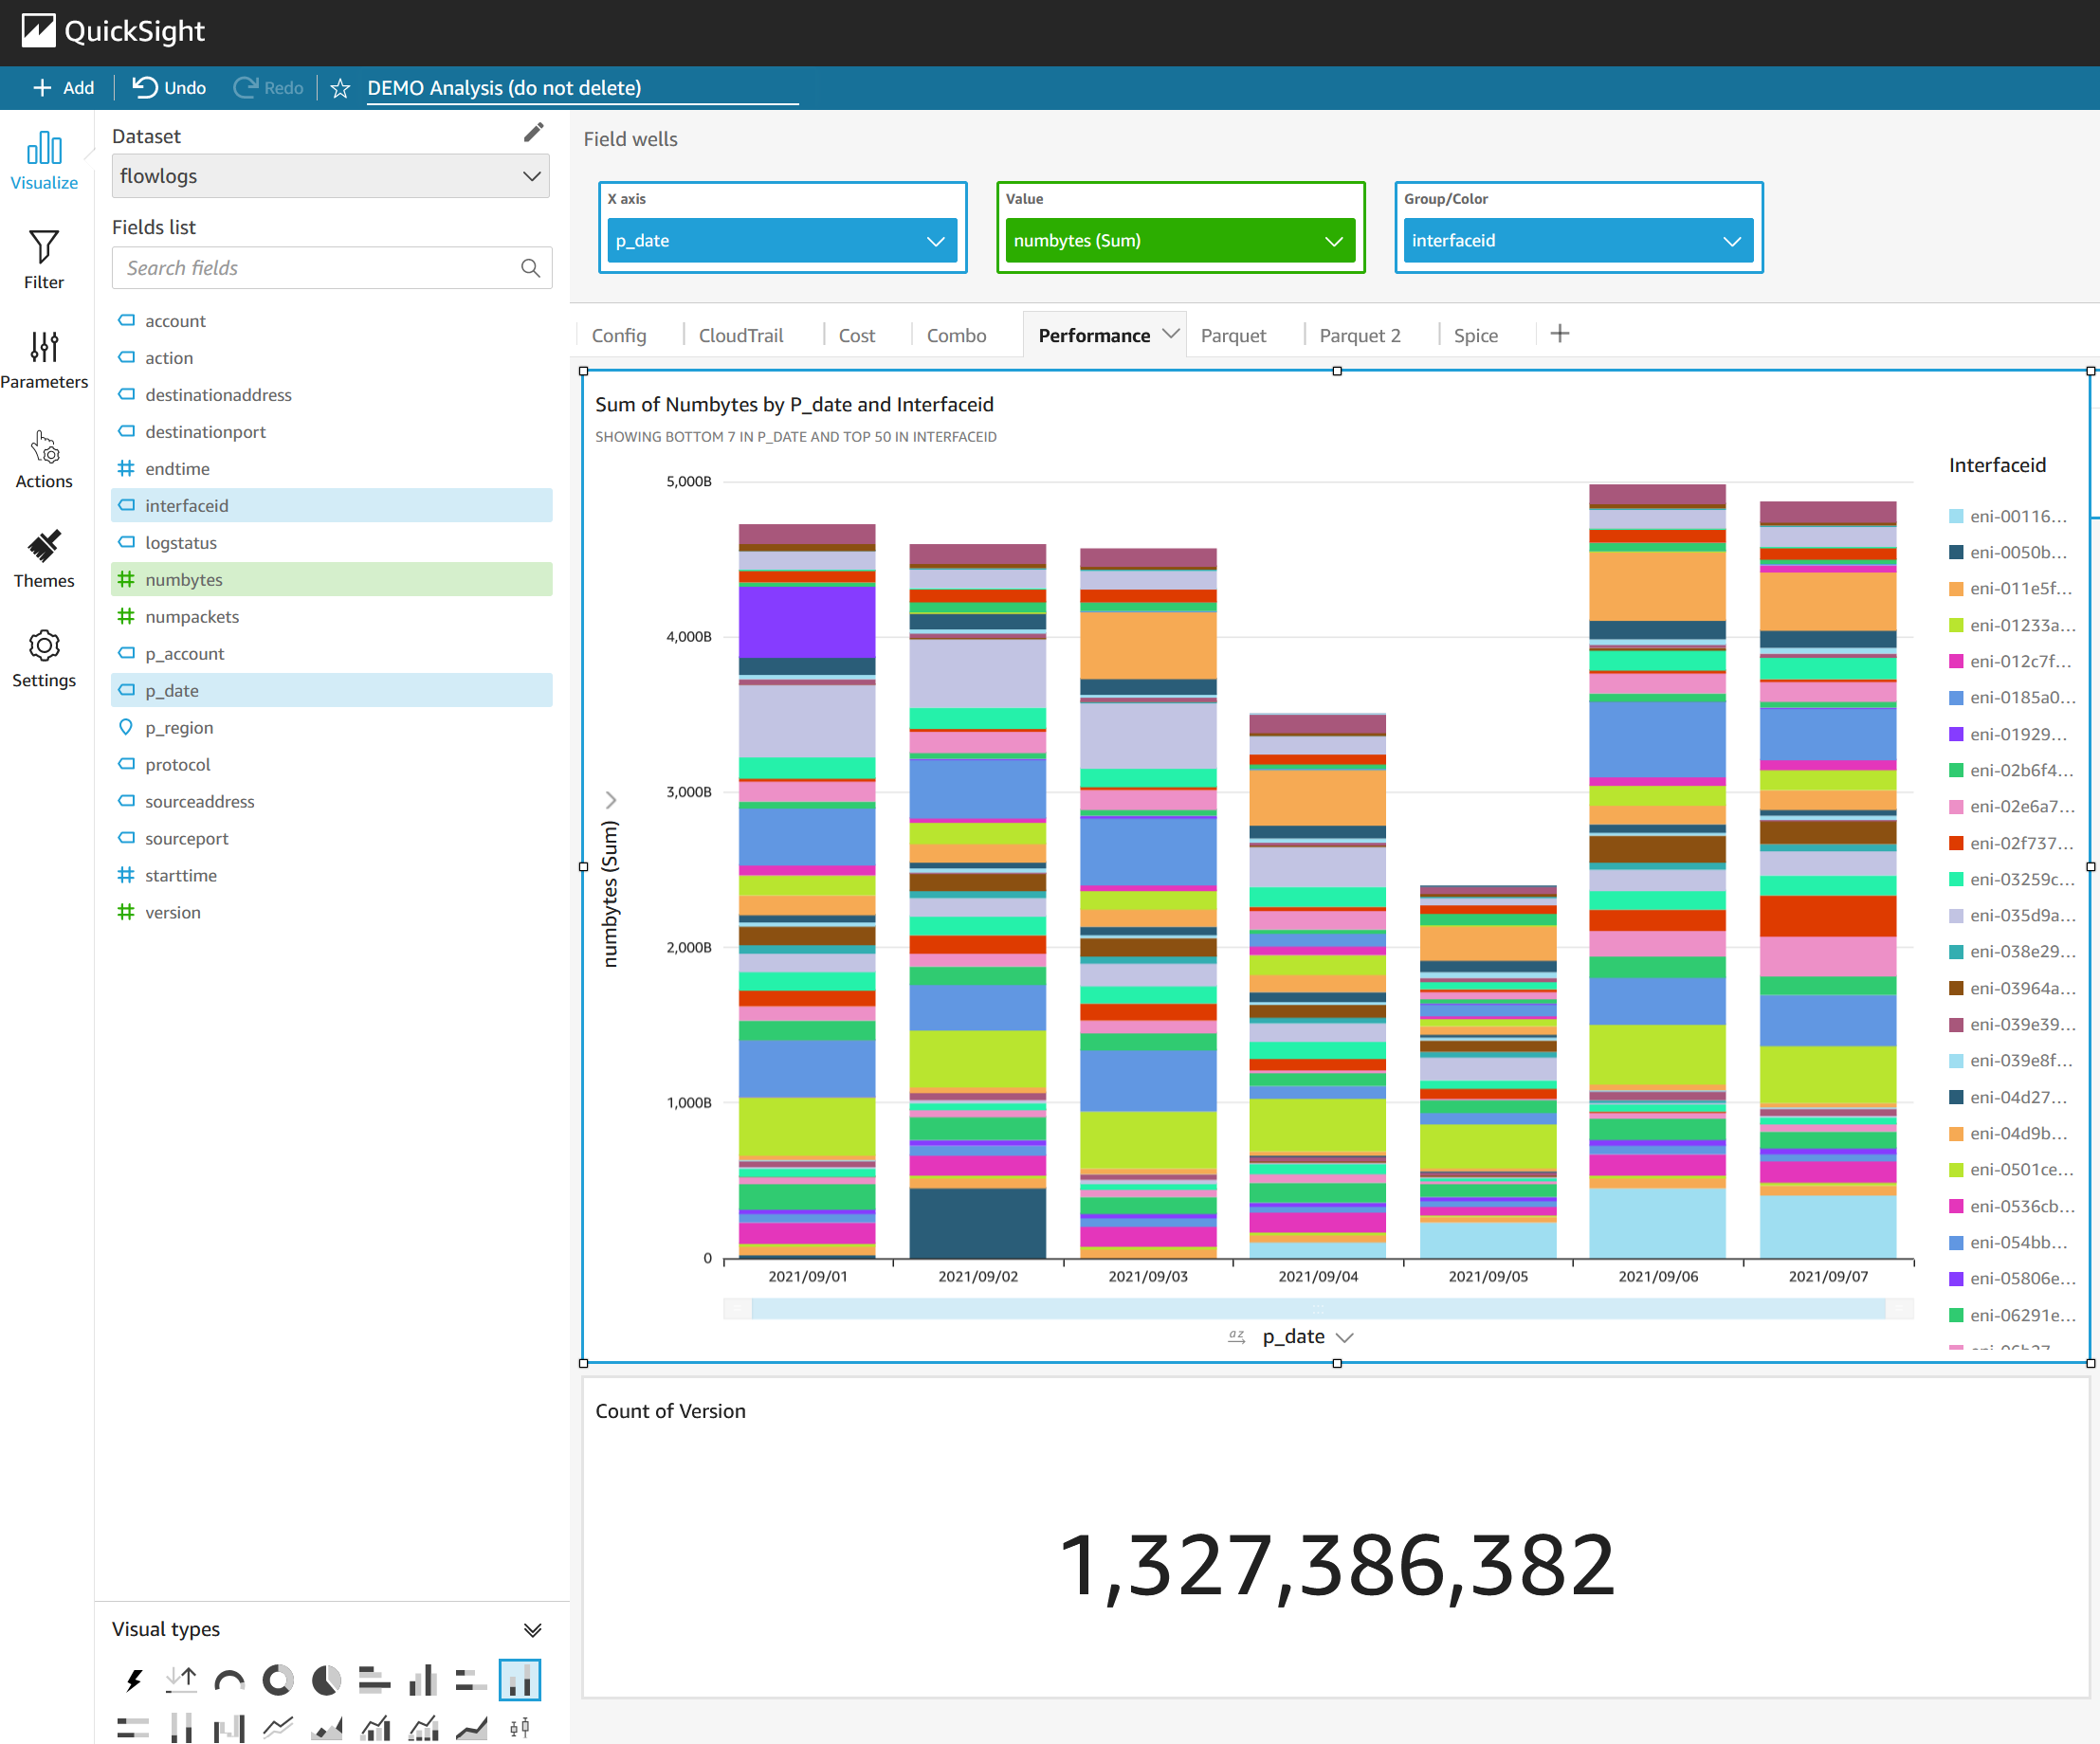 QuickSight
Add
Undo
Redo
DEMO Analysis (do not delete)
Visualize
Filter
Parameters
Actions
Themes
Settings
Dataset
flowlogs
Fields list
Search fields
account
action
destinationaddress
destinationport
endtime
interfaceid
logstatus
numbytes
numpackets
p_account
p_date
p_region
protocol
sourceaddress
sourceport
starttime
version
Visual types
Field wells
X axis
p_date
Value
numbytes (Sum)
Group/Color
interfaceid
Config
CloudTrail
Cost
Combo
Performance
Parquet
Parquet 2
Spice
Sum of Numbytes by P_date and Interfaceid
SHOWING BOTTOM 7 IN P_DATE AND TOP 50 IN INTERFACEID
numbytes (Sum)
5,000B
4,000B
3,000B
2,000B
1,000B
0
2021/09/01
2021/09/02
2021/09/03
2021/09/04
2021/09/05
2021/09/06
2021/09/07
az
p_date
Interfaceid
eni-00116...
eni-0050b...
eni-011e5f...
eni-01233a...
eni-012c7f...
eni-0185a0...
eni-01929...
eni-02b6f4...
eni-02e6a7...
eni-02f737...
eni-03259c...
eni-035d9a...
eni-038e29...
eni-03964a...
eni-039e39...
eni-039e8f...
eni-04d27...
eni-04d9b...
eni-0501ce...
eni-0536cb...
eni-054bb...
eni-05806e...
eni-06291e...
Count of Version
1,327,386,382